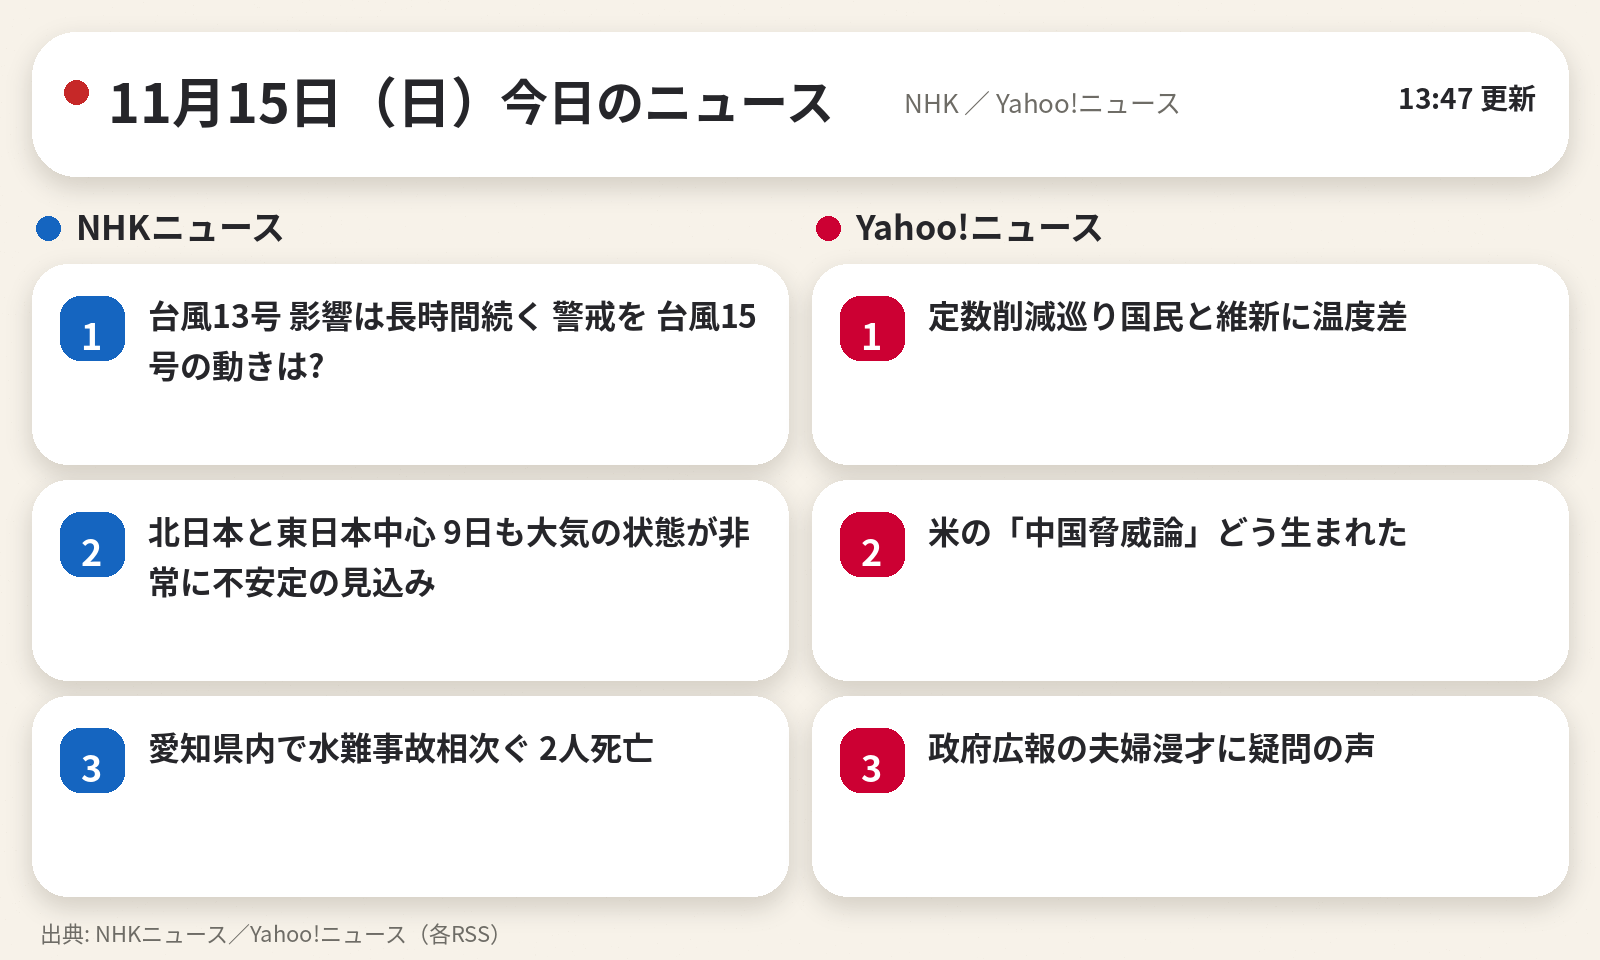 11月15日（日）今日のニュース
NHK ／ Yahoo!ニュース
13:47 更新
NHKニュース
1
台風13号 影響は長時間続く 警戒を 台風15
号の動きは?
2
北日本と東日本中心 9日も大気の状態が非
常に不安定の見込み
3
愛知県内で水難事故相次ぐ 2人死亡
Yahoo!ニュース
1
定数削減巡り国民と維新に温度差
2
米の「中国脅威論」どう生まれた
3
政府広報の夫婦漫才に疑問の声
出典: NHKニュース／Yahoo!ニュース（各RSS）